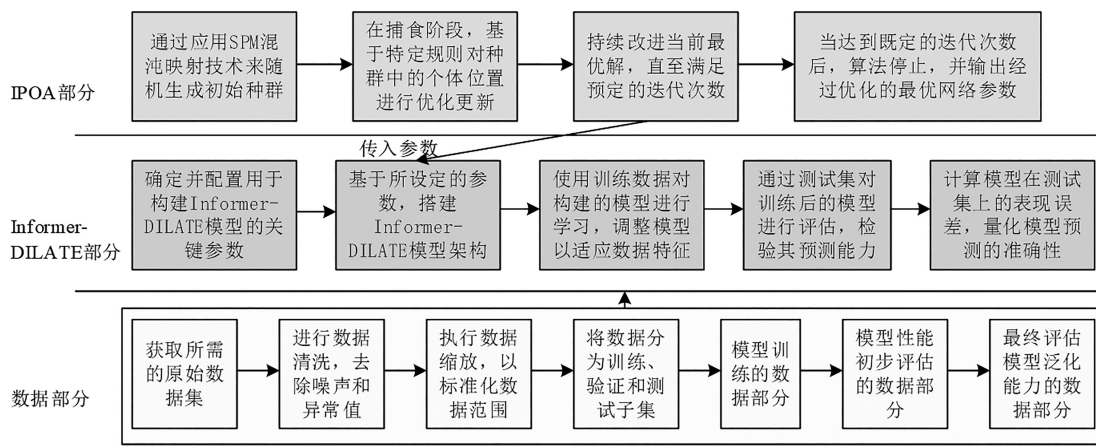 通过应用SPM混
沌映射技术来随
机生成初始种群
在捕食阶段，基
于特定规则对种
群中的个体位置
进行优化更新
持续改进当前最
优解，直至满足
预定的迭代次数
当达到既定的迭代次数
后，算法停止，并输出经
过优化的最优网络参数
IPOA部分
传入参数
确定并配置用于
构建Informer-
DILATE模型的关
键参数
基于所设定的参
数，搭建
Informer-
DILATE模型架构
使用训练数据对
构建的模型进行
学习，调整模型
以适应数据特征
通过测试集对
训练后的模型
进行评估，检
验其预测能力
计算模型在测试
集上的表现误
差，量化模型预
测的准确性
Informer-
DILATE部分
获取所需
的原始数
据集
进行数据
清洗，去
除噪声和
异常值
执行数据
缩放，以
标准化数
据范围
将数据分
为训练、
验证和测
试子集
模型训
练的数
据部分
模型性能
初步评估
的数据部
分
最终评估
模型泛化
能力的数
据部分
数据部分